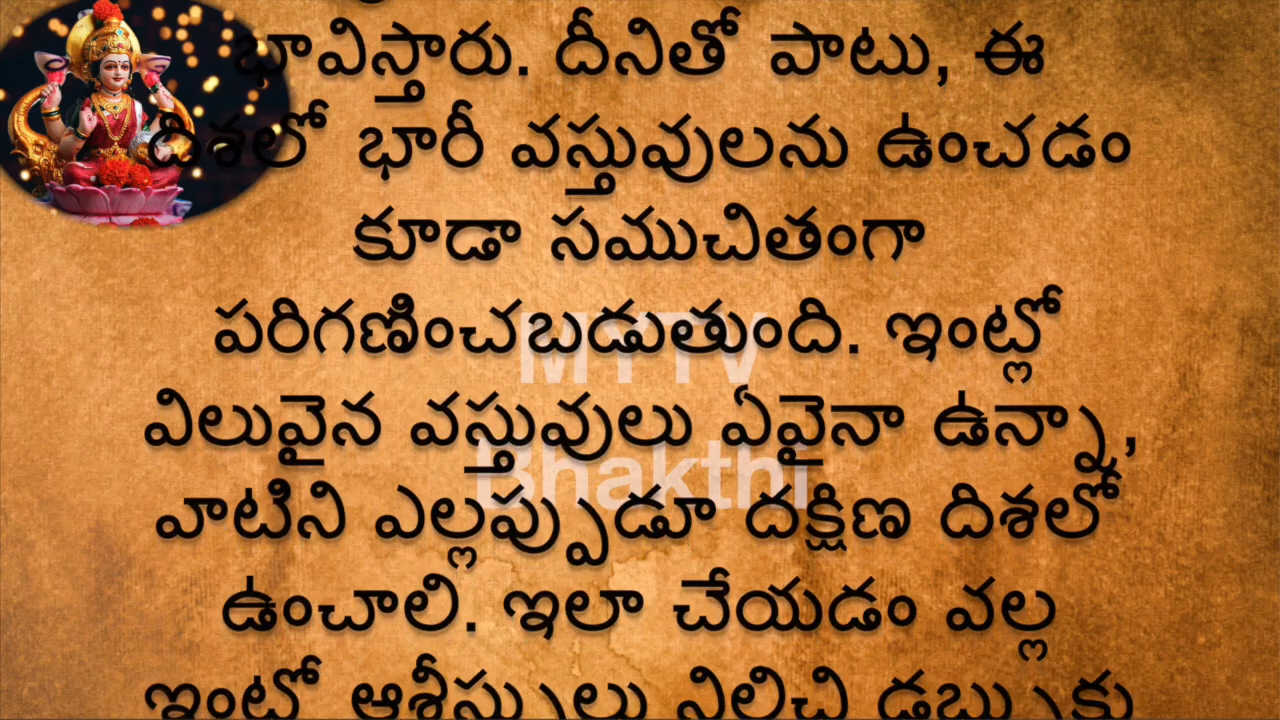 భావిస్తారు. దీనితో పాటు, ఈ
దిశలో భారీ వస్తువులను ఉంచడం
కూడా సముచితంగా
పరిగణించబడుతుంది. ఇంట్లో
విలువైన వస్తువులు ఏవైనా ఉన్నా,
వాటిని ఎల్లప్పుడూ దక్షిణ దిశలో
ఉంచాలి. ఇలా చేయడం వల్ల
ఇంట్లో ఆశీస్సులు నిలిచి డబ్బుకు
MYTV
Bhakthi